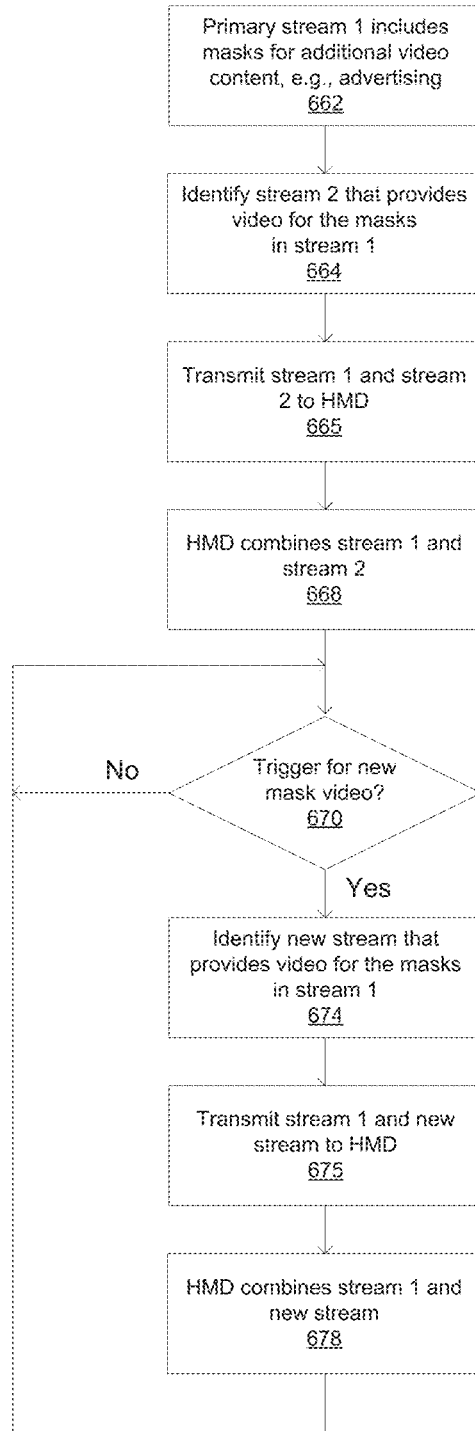 Primary stream 1 includes
masks for additional video
content, e.g., advertising
662
Identify stream 2 that provides
video for the masks
in stream 1
664
Transmit stream 1 and stream
2 to HMD
665
HMD combines stream 1 and
stream 2
668
Trigger for new
mask video?
670
No
Yes
Identify new stream that
provides video for the masks
in stream 1
674
Transmit stream 1 and new
stream to HMD
675
HMD combines stream 1 and
new stream
678